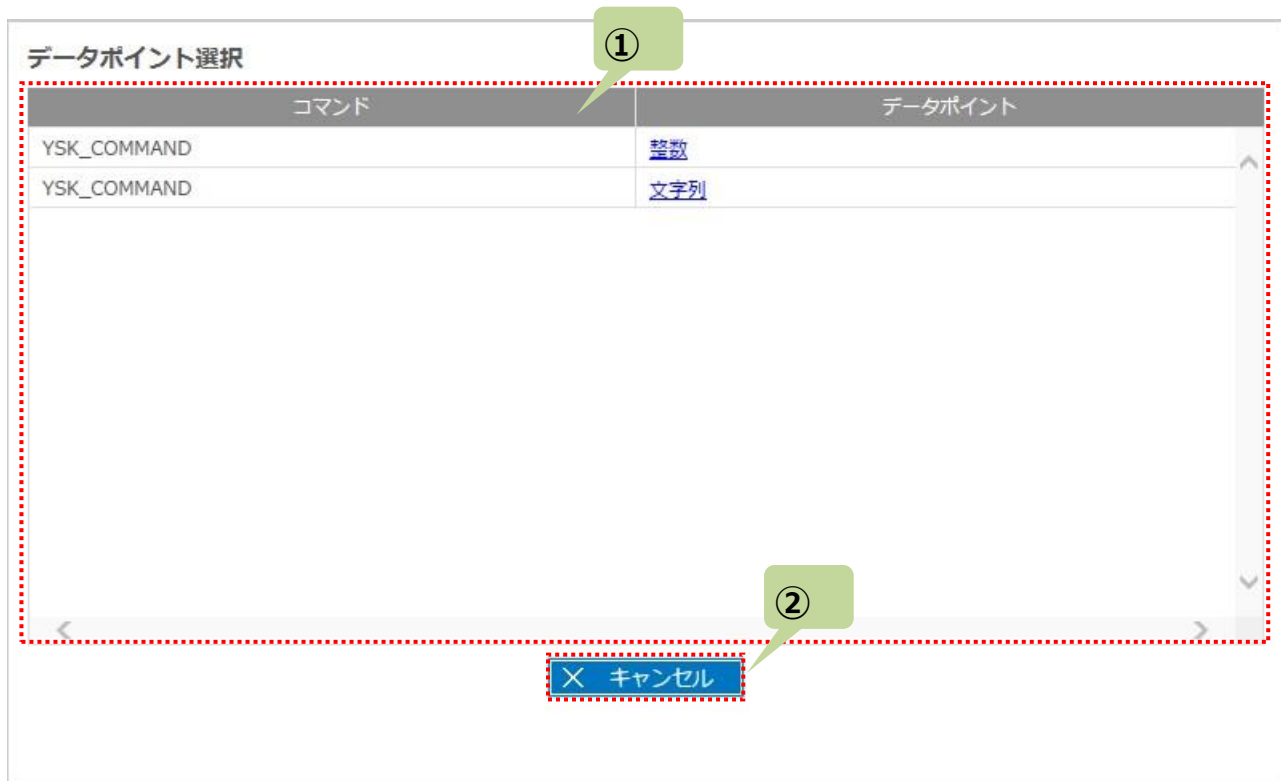 ①
データポイント選択
コマンド データポイント
YSK_COMMAND 整数
YSK_COMMAND 文字列
②
× キャンセル